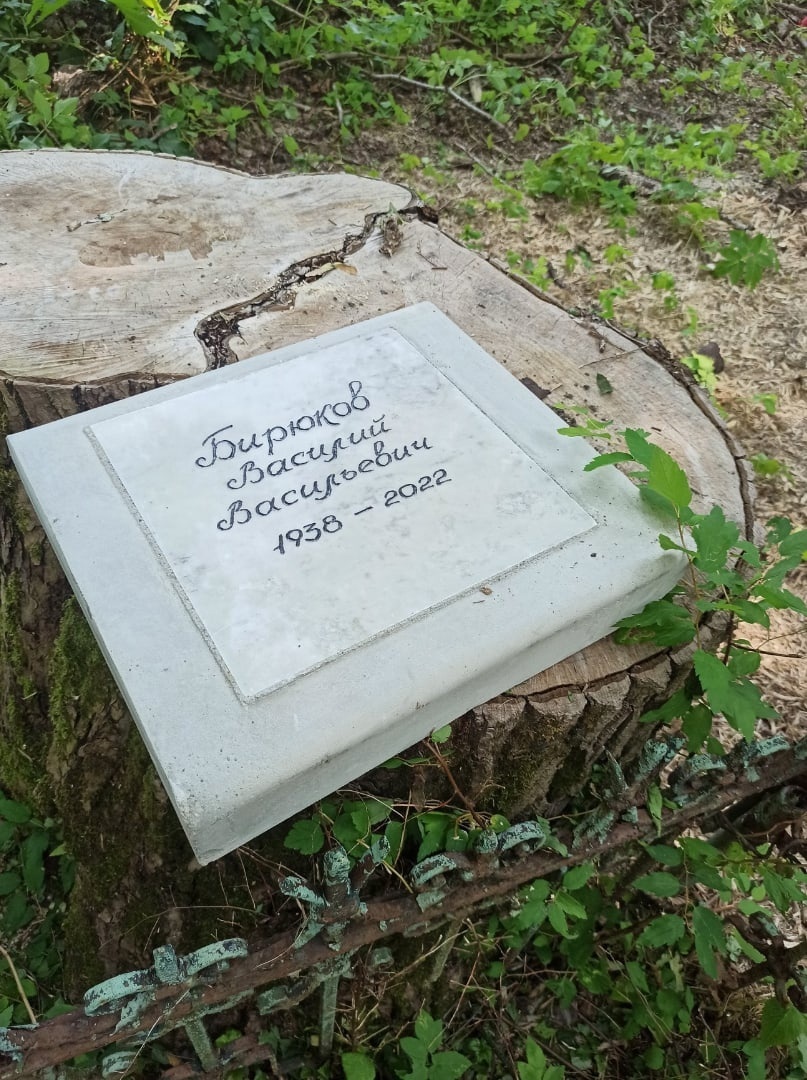 Бирюков
Василий
Васильевич
1938 – 2022